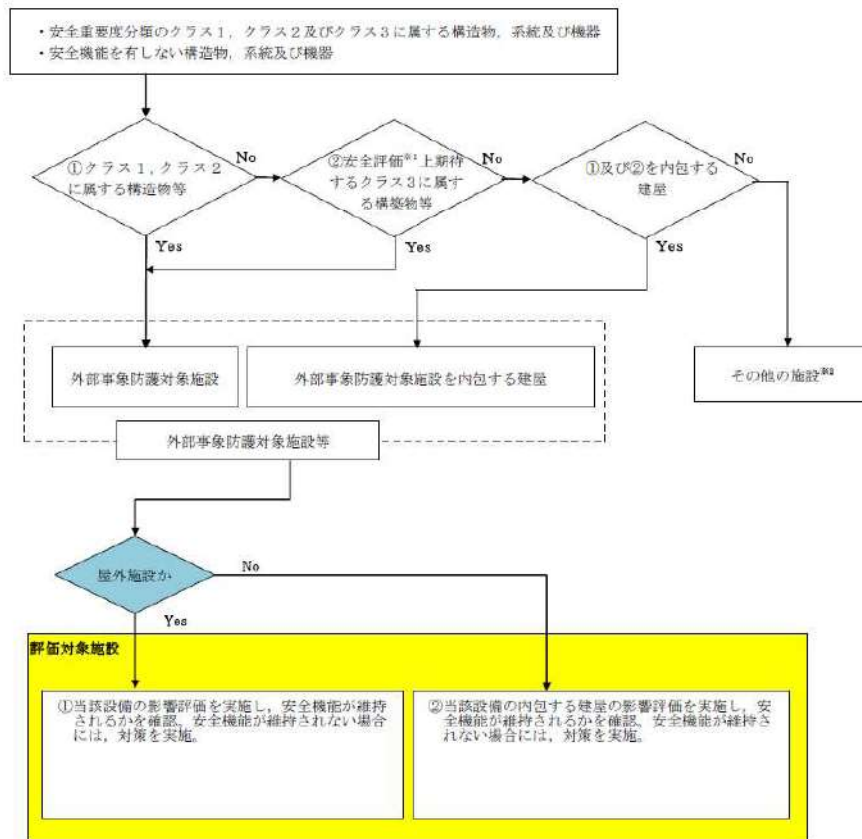 ・安全重要度分類のクラス１，クラス２及びクラス３に属する構造物，系統及び機器
・安全機能を有しない構造物，系統及び機器
①クラス１，クラス２
に属する構造物等
No
Yes
②安全評価※１上期待
するクラス３に属す
る構築物等
No
Yes
①及び②を内包する
建屋
No
Yes
外部事象防護対象施設
外部事象防護対象施設を内包する建屋
その他の施設※２
外部事象防護対象施設等
屋外施設か
No
Yes
評価対象施設
①当該設備の影響評価を実施し，安全機能が維持
されるかを確認、安全機能が維持されない場合
には，対策を実施。
②当該設備の内包する建屋の影響評価を実施し，安
全機能が維持されるかを確認、安全機能が維持さ
れない場合には，対策を実施。